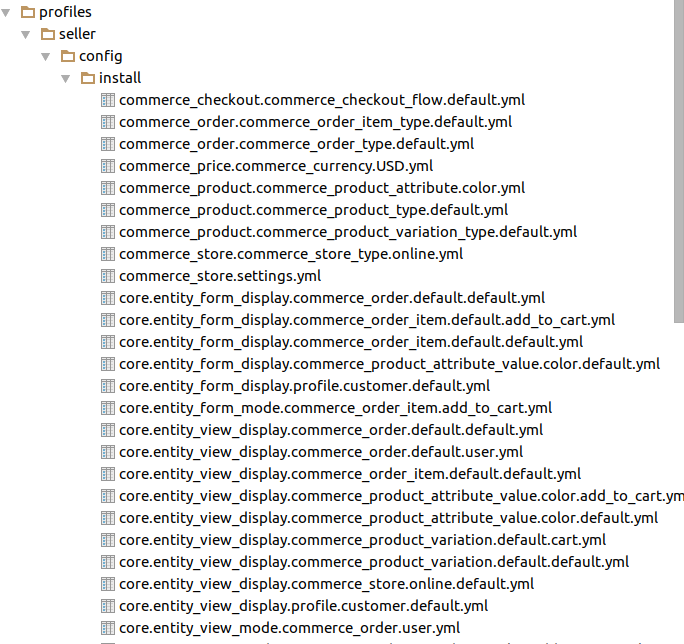 profiles
seller
config
install
commerce_checkout.commerce_checkout_flow.default.yml
commerce_order.commerce_order_item_type.default.yml
commerce_order.commerce_order_type.default.yml
commerce_price.commerce_currency.USD.yml
commerce_product.commerce_product_attribute.color.yml
commerce_product.commerce_product_type.default.yml
commerce_product.commerce_product_variation_type.default.yml
commerce_store.commerce_store_type.online.yml
commerce_store.settings.yml
core.entity_form_display.commerce_order.default.default.yml
core.entity_form_display.commerce_order_item.default.add_to_cart.yml
core.entity_form_display.commerce_order_item.default.default.yml
core.entity_form_display.commerce_product_attribute_value.color.default.yml
core.entity_form_display.profile.customer.default.yml
core.entity_form_mode.commerce_order_item.add_to_cart.yml
core.entity_view_display.commerce_order.default.default.yml
core.entity_view_display.commerce_order.default.user.yml
core.entity_view_display.commerce_order_item.default.default.yml
core.entity_view_display.commerce_product_attribute_value.color.add_to_cart.ym
core.entity_view_display.commerce_product_attribute_value.color.default.yml
core.entity_view_display.commerce_product_variation.default.cart.yml
core.entity_view_display.commerce_product_variation.default.default.yml
core.entity_view_display.commerce_store.online.default.yml
core.entity_view_display.profile.customer.default.yml
core.entity_view_mode.commerce_order.user.yml